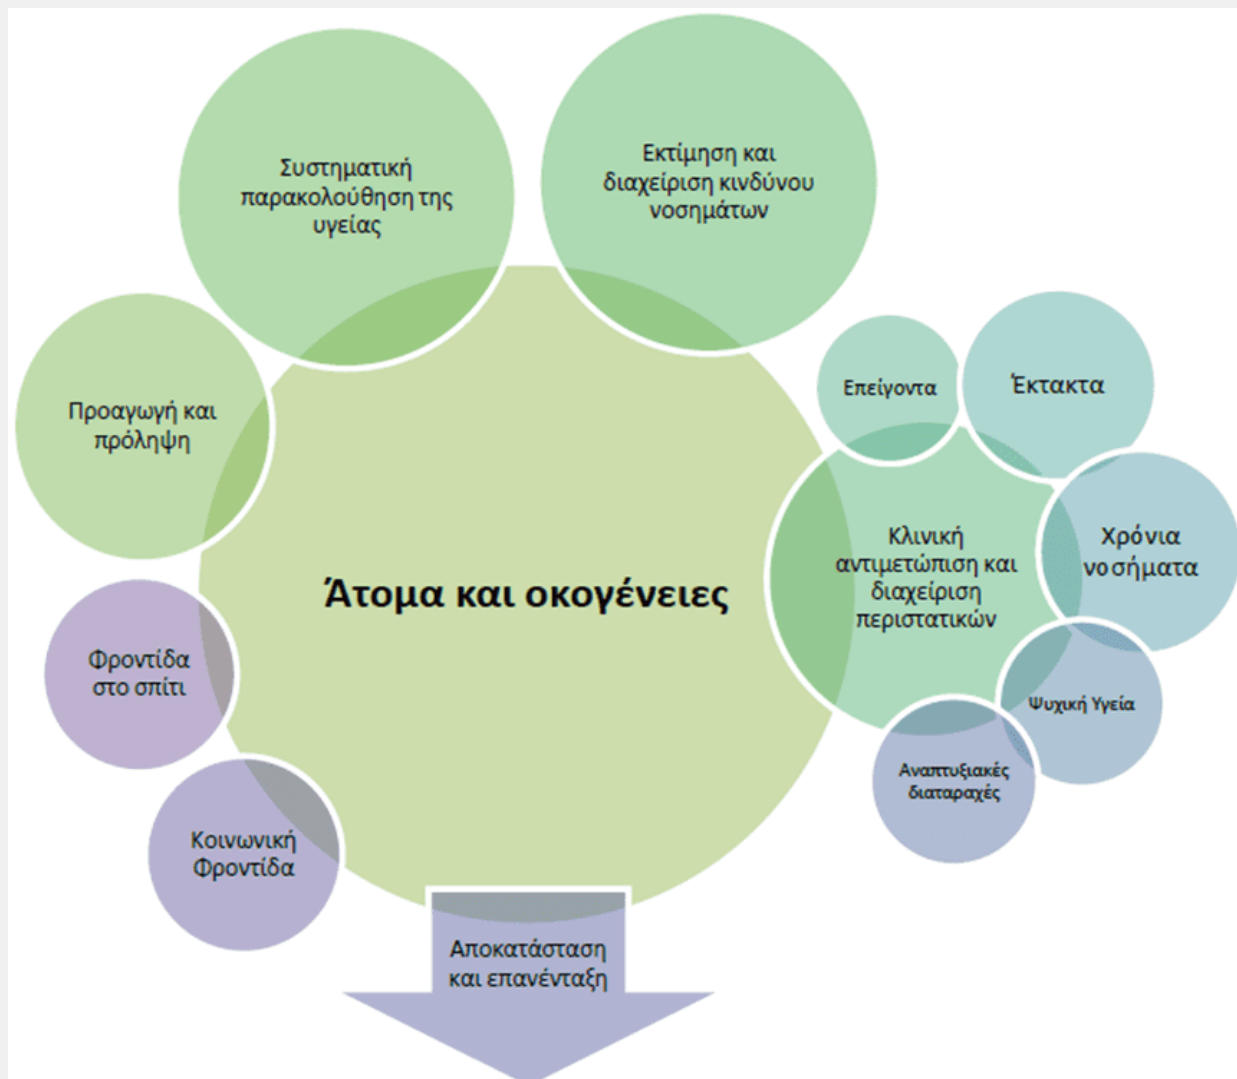 Συστηματική
παρακολούθηση της
υγείας
Εκτίμηση και
διαχείριση κινδύνου
νοσημάτων
Προαγωγή και
πρόληψη
Επείγοντα
Έκτακτα
Χρόνια
νοσήματα
Κλινική
αντιμετώπιση και
διαχείριση
περιστατικών
Άτομα και οκογένειες
Φροντίδα
στο σπίτι
Ψυχική Υγεία
Αναπτυξιακές
διαταραχές
Κοινωνική
Φροντίδα
Αποκατάσταση
και επανένταξη